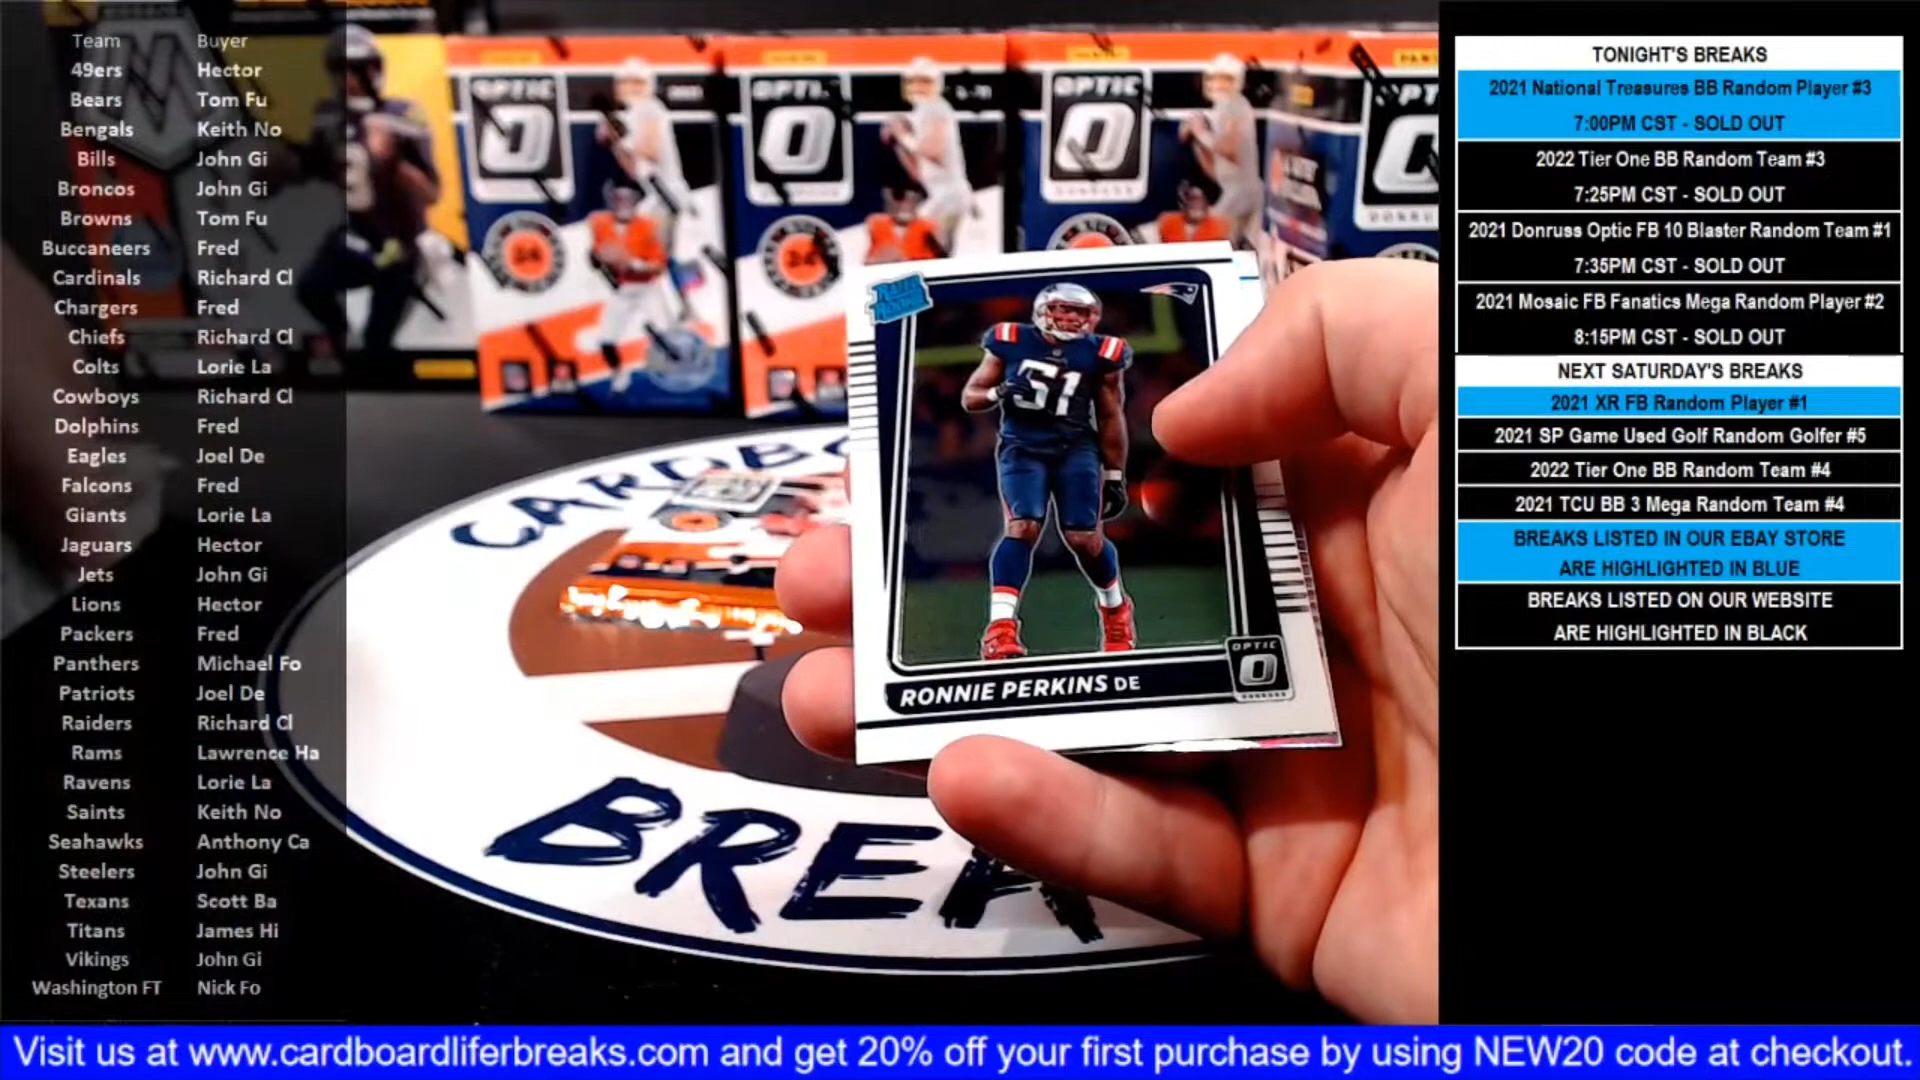 Team Buyer
49ers Hector
Bears Tom Fu
Bengals Keith No
Bills John Gi
Broncos John Gi
Browns Tom Fu
Buccaneers Fred
Cardinals Richard Cl
Chargers Fred
Chiefs Richard Cl
Colts Lorie La
Cowboys Richard Cl
Dolphins Fred
Eagles Joel De
Falcons Fred
Giants Lorie La
Jaguars Hector
Jets John Gi
Lions Hector
Packers Fred
Panthers Michael Fo
Patriots Joel De
Raiders Richard Cl
Rams Lawrence Ha
Ravens Lorie La
Saints Keith No
Seahawks Anthony Ca
Steelers John Gi
Texans Scott Ba
Titans James Hi
Vikings John Gi
Washington FT Nick Fo
OPTIC
OPTIC
OPTIC
RATED
ROOKIE
51
OPTIC
RONNIE PERKINS DE
CARDBO
BREA
TONIGHT'S BREAKS
2021 National Treasures BB Random Player #3
7:00PM CST - SOLD OUT
2022 Tier One BB Random Team #3
7:25PM CST - SOLD OUT
2021 Donruss Optic FB 10 Blaster Random Team #1
7:35PM CST - SOLD OUT
2021 Mosaic FB Fanatics Mega Random Player #2
8:15PM CST - SOLD OUT
NEXT SATURDAY'S BREAKS
2021 XR FB Random Player #1
2021 SP Game Used Golf Random Golfer #5
2022 Tier One BB Random Team #4
2021 TCU BB 3 Mega Random Team #4
BREAKS LISTED IN OUR EBAY STORE
ARE HIGHLIGHTED IN BLUE
BREAKS LISTED ON OUR WEBSITE
ARE HIGHLIGHTED IN BLACK
Visit us at www.cardboardliferbreaks.com and get 20% off your first purchase by using NEW20 code at checkout.